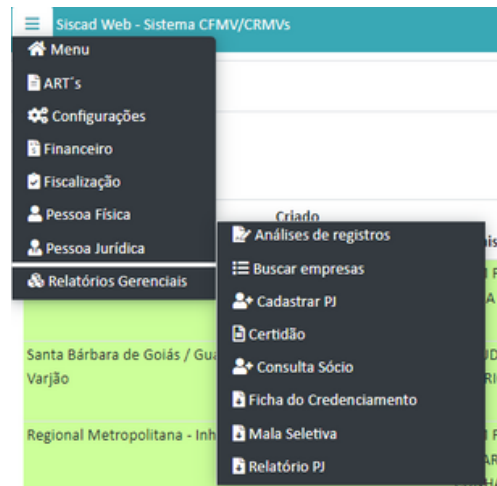 Siscad Web - Sistema CFMV/CRMVs
Menu
ART´s
Configurações
Financeiro
Fiscalização
Pessoa Física
Pessoa Jurídica
Relatórios Gerenciais
Criado
Análises de registros
Buscar empresas
Cadastrar PJ
Certidão
Consulta Sócio
Ficha do Credenciamento
Mala Seletiva
Relatório PJ
Santa Bárbara de Goiás /
Varjão
Regional Metropolitana -